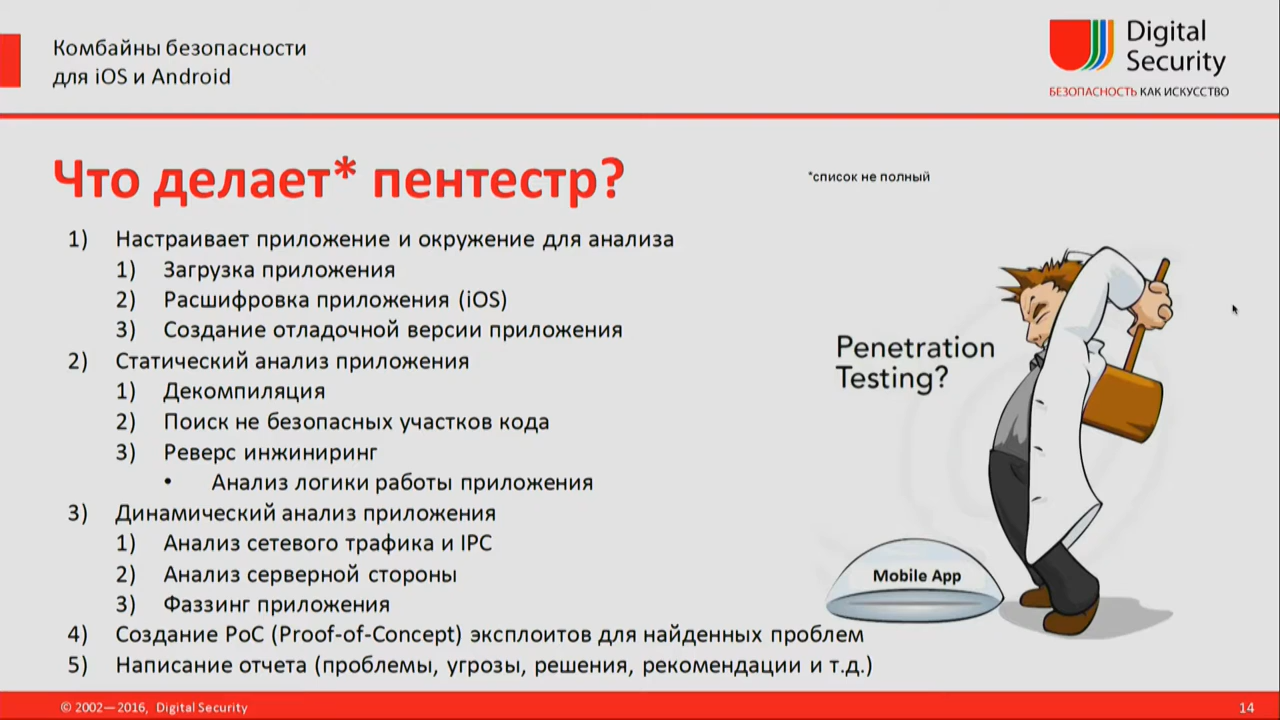 Комбайны безопасности
для iOS и Android
Digital
Security
БЕЗОПАСНОСТЬ КАК ИСКУССТВО
Что делает* пентестр?
*список не полный
1) Настраивает приложение и окружение для анализа
1) Загрузка приложения
2) Расшифровка приложения (iOS)
3) Создание отладочной версии приложения
2) Статический анализ приложения
1) Декомпиляция
2) Поиск не безопасных участков кода
3) Реверс инжиниринг
• Анализ логики работы приложения
3) Динамический анализ приложения
1) Анализ сетевого трафика и IPC
2) Анализ серверной стороны
3) Фаззинг приложения
4) Создание PoC (Proof-of-Concept) эксплоитов для найденных проблем
5) Написание отчета (проблемы, угрозы, решения, рекомендации и т.д.)
Penetration
Testing?
Mobile App
© 2002—2016, Digital Security
14